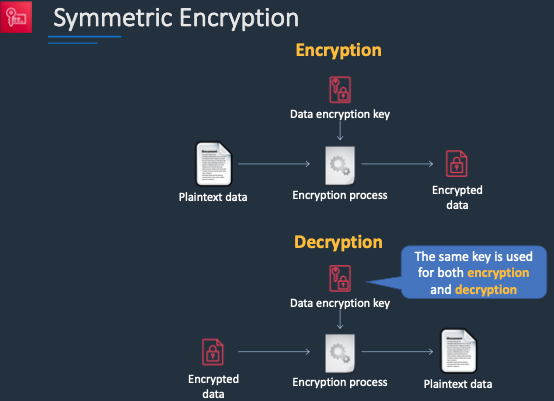 Symmetric Encryption
Encryption
Data encryption key
Plaintext data
Encryption process
Encrypted
data
Decryption
The same key is used
for both encryption
and decryption
Data encryption key
Encrypted
data
Encryption process
Plaintext data